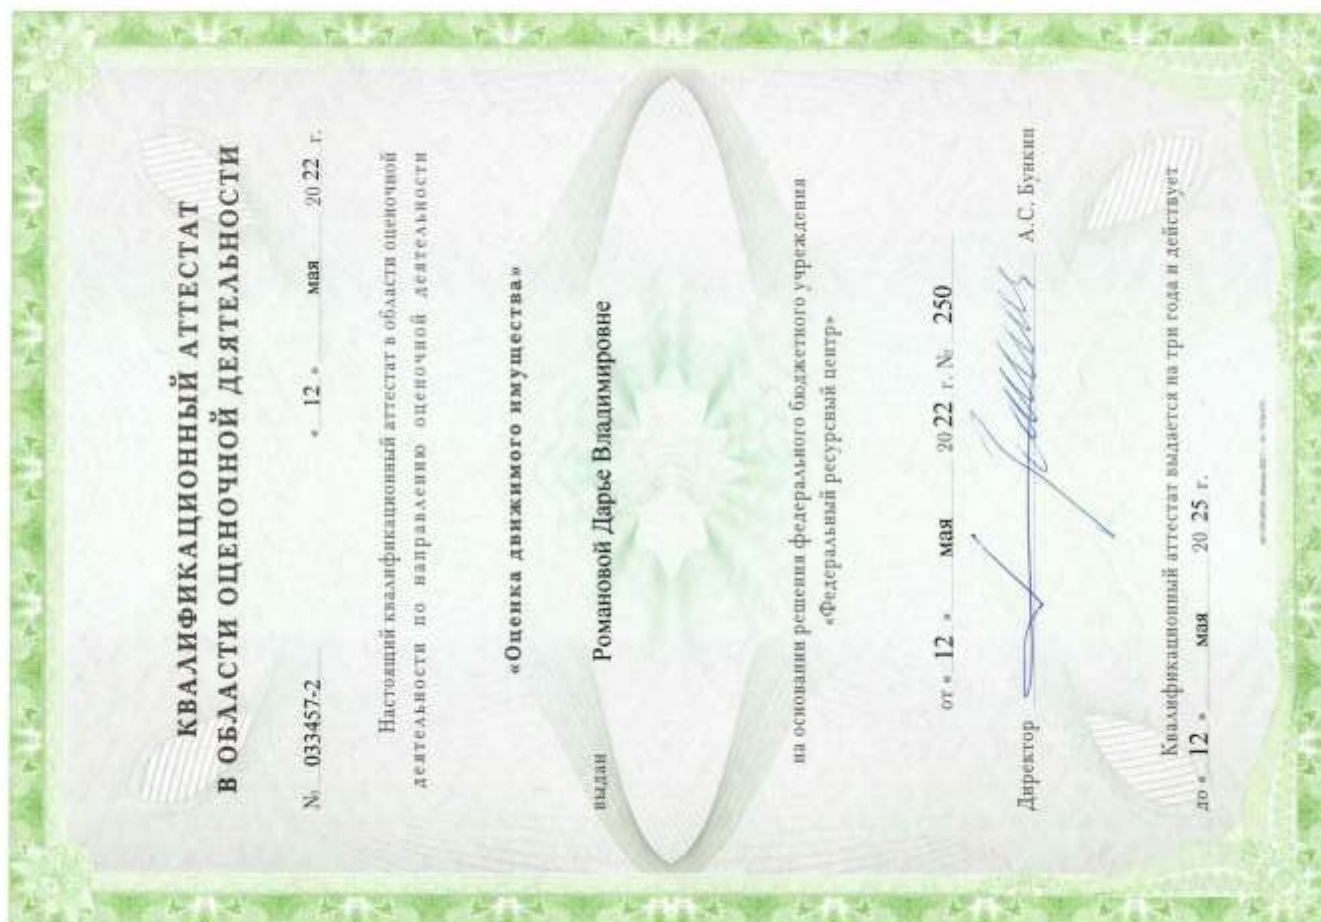 КВАЛИФИКАЦИОННЫЙ АТТЕСТАТ
В ОБЛАСТИ ОЦЕНОЧНОЙ ДЕЯТЕЛЬНОСТИ
№ 033457-2 « 12 » мая 20 22 г.
Настоящий квалификационный аттестат в области оценочной
деятельности по направлению оценочной деятельности
«Оценка движимого имущества»
выдан Романовой Дарье Владимировне
на основании решения федерального бюджетного учреждения
«Федеральный ресурсный центр»
от « 12 » мая 20 22 г. № 250
Директор А.С. Бункин
Квалификационный аттестат выдается на три года и действует
до « 12 » мая 20 25 г.